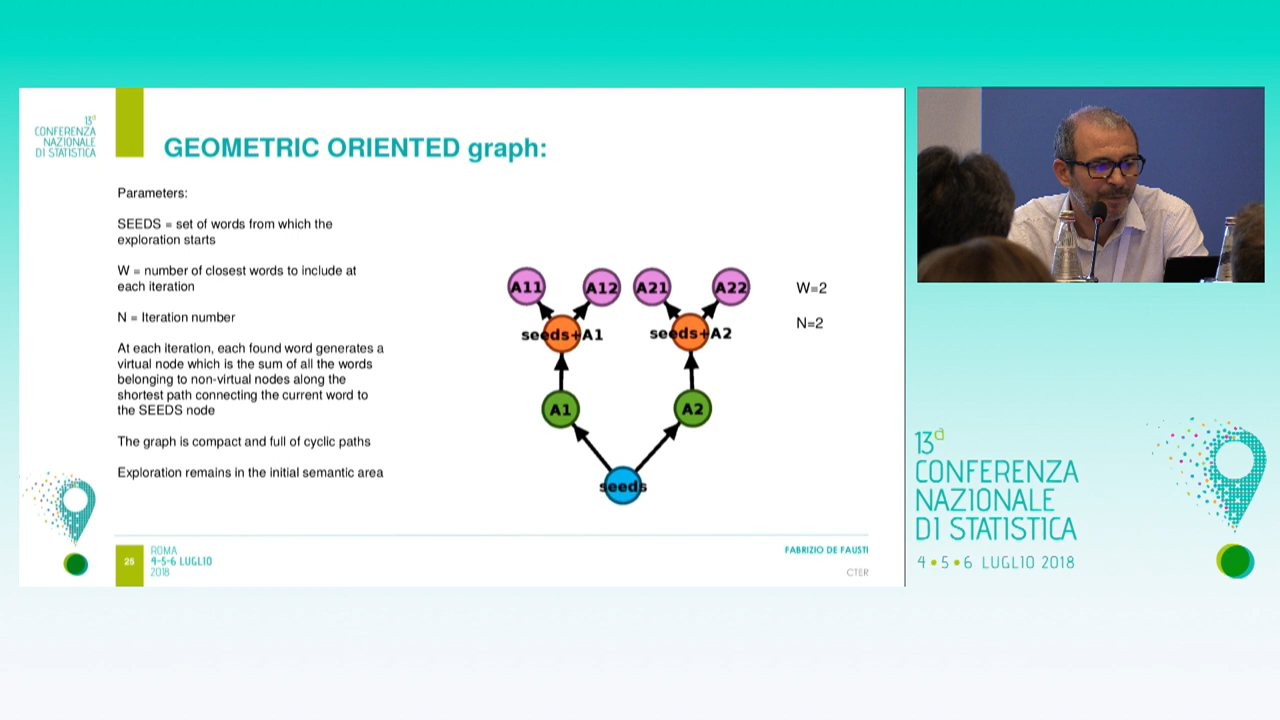 13a
CONFERENZA
NAZIONALE
DI STATISTICA
GEOMETRIC ORIENTED graph:
Parameters:
SEEDS = set of words from which the
exploration starts
W = number of closest words to include at
each iteration
N = Iteration number
At each iteration, each found word generates a
virtual node which is the sum of all the words
belonging to non-virtual nodes along the
shortest path connecting the current word to
the SEEDS node
The graph is compact and full of cyclic paths
Exploration remains in the initial semantic area
A11 A12 A21 A22
seeds+A1 seeds+A2
A1 A2
seeds
W=2
N=2
25
ROMA
4-5-6 LUGLIO
2018
FABRIZIO DE FAUSTI
CTER
13a
CONFERENZA
NAZIONALE
DI STATISTICA
4 • 5 • 6 LUGLIO 2018